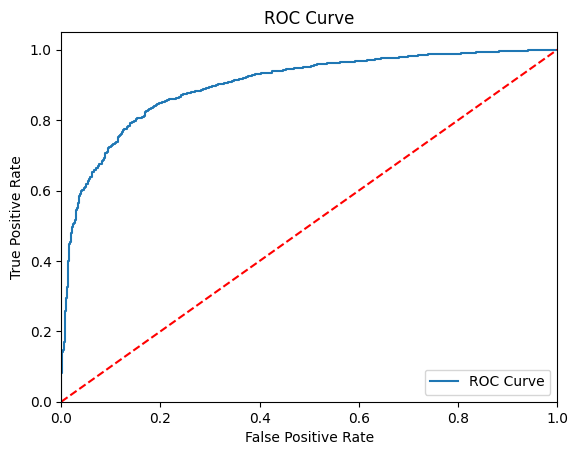 ROC Curve
1.0
0.8
0.6
0.4
0.2
0.0
True Positive Rate
ROC Curve
0.0 0.2 0.4 0.6 0.8 1.0
False Positive Rate